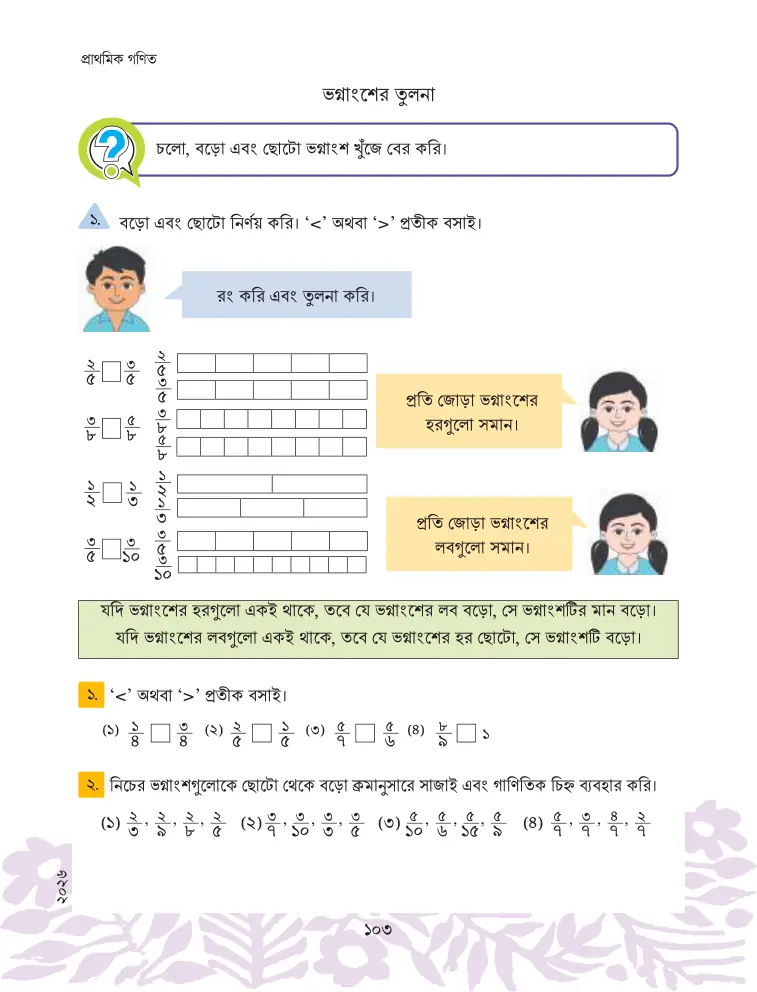 প্রাথমিক গণিত
ভগ্নাংশের তুলনা
চলো, বড়ো এবং ছোটো ভগ্নাংশ খুঁজে বের করি।
১. বড়ো এবং ছোটো নির্ণয় করি। ‘<’ অথবা ‘>’ প্রতীক বসাই।
রং করি এবং তুলনা করি।
২/৫ □ ৩/৫ ২/৫
৩/৫
প্রতি জোড়া ভগ্নাংশের
হরগুলো সমান।
৩/৮ □ ৫/৮ ৩/৮
৫/৮
১/২ □ ১/৩ ১/২
১/৩
প্রতি জোড়া ভগ্নাংশের
লবগুলো সমান।
৩/৫ □ ৩/১০ ৩/৫
৩/১০
যদি ভগ্নাংশের হরগুলো একই থাকে, তবে যে ভগ্নাংশের লব বড়ো, সে ভগ্নাংশটির মান বড়ো।
যদি ভগ্নাংশের লবগুলো একই থাকে, তবে যে ভগ্নাংশের হর ছোটো, সে ভগ্নাংশটি বড়ো।
১. ‘<’ অথবা ‘>’ প্রতীক বসাই।
(১) ১/৪ □ ৩/৪ (২) ২/৫ □ ১/৫ (৩) ৫/৭ □ ৫/৬ (৪) ৮/৯ □ ১
২. নিচের ভগ্নাংশগুলোকে ছোটো থেকে বড়ো ক্রমানুসারে সাজাই এবং গাণিতিক চিহ্ন ব্যবহার করি।
(১) ২/৩, ২/৯, ২/৮, ২/৫ (২) ৩/৭, ৩/১০, ৩/৩, ৩/৫ (৩) ৫/১০, ৫/৬, ৫/১৫, ৫/৯ (৪) ৫/৭, ৩/৭, ৪/৭, ২/৭
২০২৬
১০৩